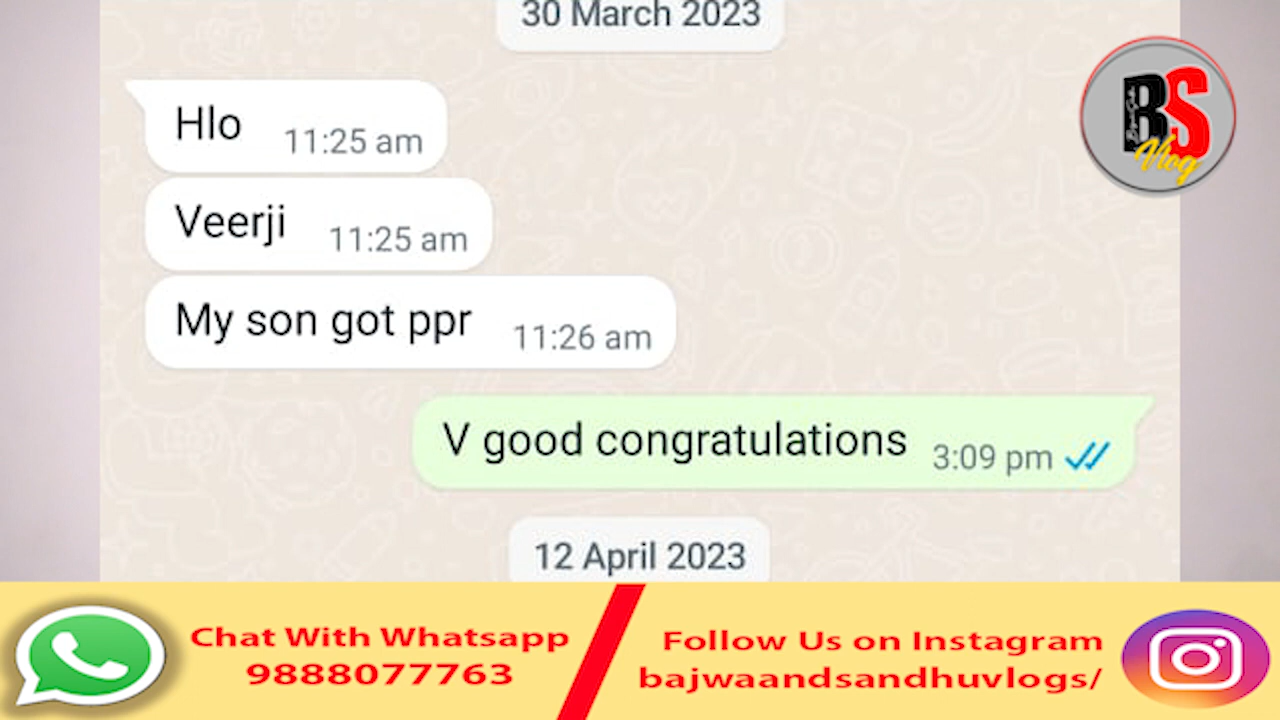 30 March 2023
Hlo 11:25 am
Veerji 11:25 am
My son got ppr 11:26 am
V good congratulations 3:09 pm
12 April 2023
BS
Vlog
Chat With Whatsapp
9888077763
Follow Us on Instagram
bajwaandsandhuvlogs/